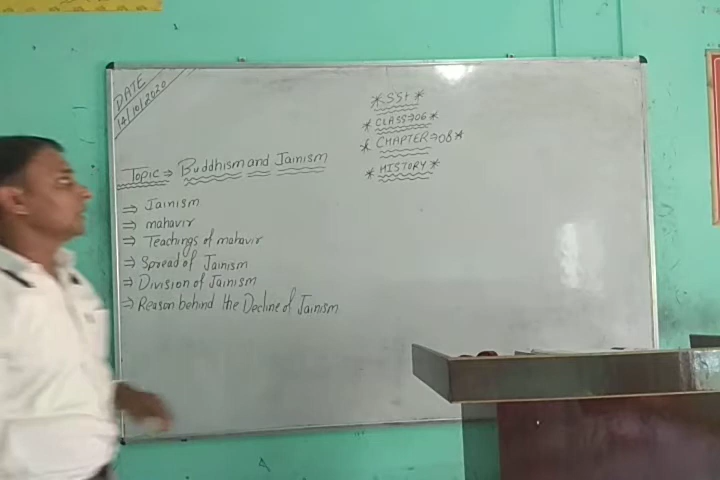 DATE
14/10/2020
*SSt*
*CLASS→06*
*CHAPTER→08*
*HISTORY*
Topic ⇒ Buddhism and Jainism
⇒ Jainism
⇒ mahavir
⇒ Teachings of mahavir
⇒ Spread of Jainism
⇒ Division of Jainism
⇒ Reason behind the Decline of Jainism